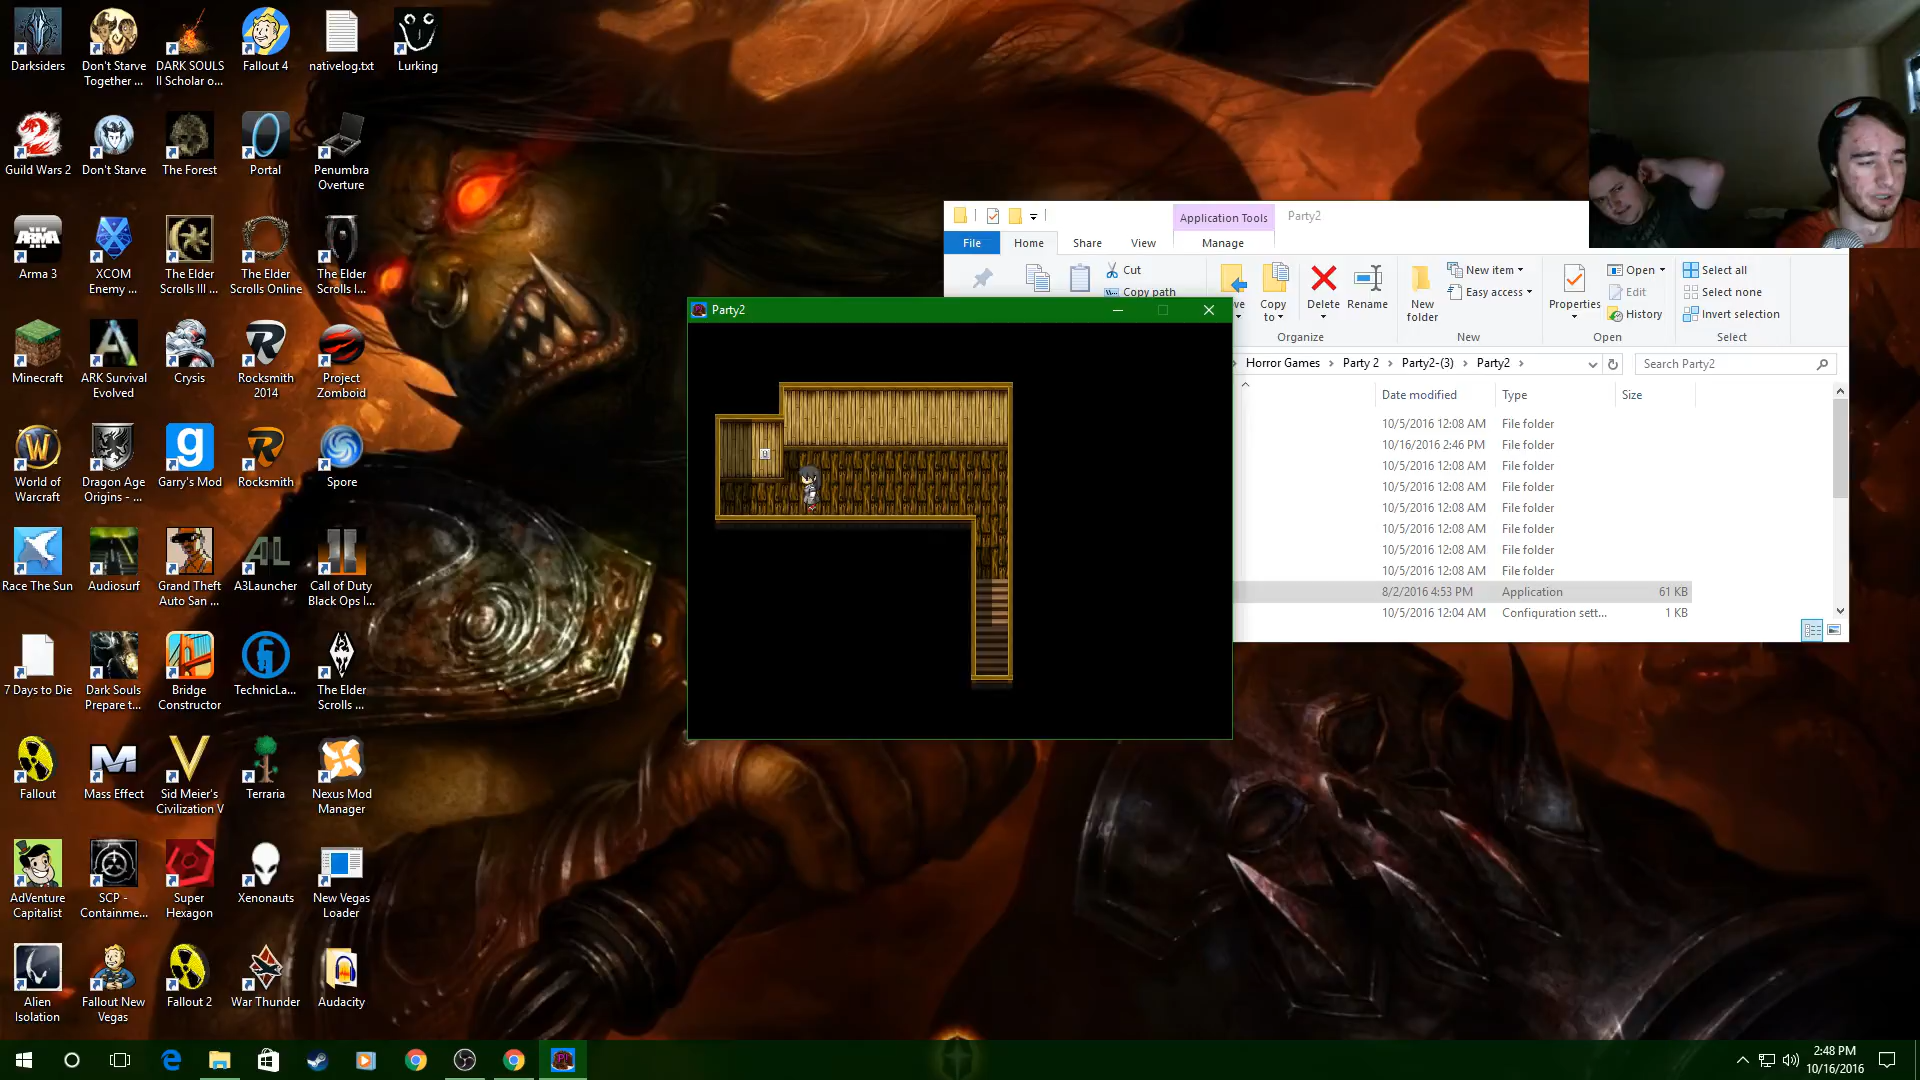 Darksiders
Don't Starve
Together ...
DARK SOULS
II Scholar o...
Fallout 4
nativelog.txt
Lurking
Guild Wars 2
Don't Starve
The Forest
Portal
Penumbra
Overture
Arma 3
XCOM
Enemy ...
The Elder
Scrolls III ...
The Elder
Scrolls Online
The Elder
Scrolls I...
Minecraft
ARK Survival
Evolved
Crysis
Rocksmith
2014
Project
Zomboid
World of
Warcraft
Dragon Age
Origins - ...
Garry's Mod
Rocksmith
Spore
Race The Sun
Audiosurf
Grand Theft
Auto San ...
A3Launcher
Call of Duty
Black Ops I...
7 Days to Die
Dark Souls
Prepare t...
Bridge
Constructor
TechnicLa...
The Elder
Scrolls ...
Fallout
Mass Effect
Sid Meier's
Civilization V
Terraria
Nexus Mod
Manager
AdVenture
Capitalist
SCP -
Containme...
Super
Hexagon
Xenonauts
New Vegas
Loader
Alien
Isolation
Fallout New
Vegas
Fallout 2
War Thunder
Audacity
Application Tools
Party2
File
Home
Share
View
Manage
Cut
Copy path
Copy
to
Delete
Rename
New
folder
New item
Easy access
Properties
Open
Edit
History
Select all
Select none
Invert selection
Organize
New
Open
Select
Horror Games
Party 2
Party2-(3)
Party2
Search Party2
Date modified
Type
Size
10/5/2016 12:08 AM File folder
10/16/2016 2:46 PM File folder
10/5/2016 12:08 AM File folder
10/5/2016 12:08 AM File folder
10/5/2016 12:08 AM File folder
10/5/2016 12:08 AM File folder
10/5/2016 12:08 AM File folder
10/5/2016 12:08 AM File folder
8/2/2016 4:53 PM Application 61 KB
10/5/2016 12:04 AM Configuration sett... 1 KB
Party2
2:48 PM
10/16/2016